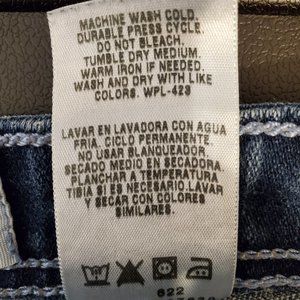 MACHINE WASH COLD.
DURABLE PRESS CYCLE.
DO NOT BLEACH.
TUMBLE DRY MEDIUM.
WARM IRON IF NEEDED.
WASH AND DRY WITH LIKE
COLORS. WPL-423
LAVAR EN LAVADORA CON AGUA
FRIA. CICLO PERMANENTE.
NO USAR BLANQUEADOR.
SECADO MEDIO EN SECADORA.
PLANCHAR A TEMPERATURA
TIBIA SI ES NECESARIO.LAVAR
Y SECAR CON COLORES
SIMILARES.
622